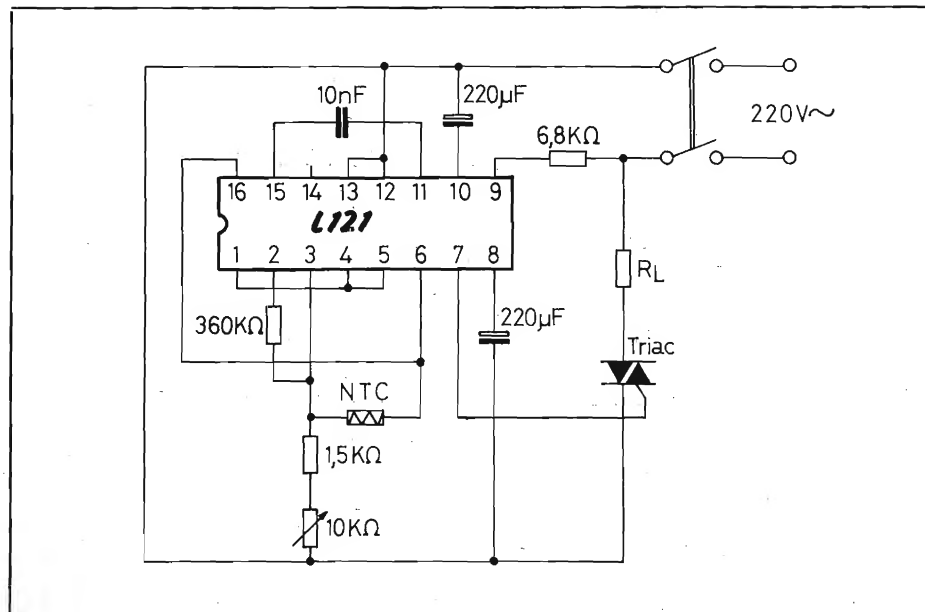 10nF
220µF
6,8KΩ
220V~
16 15 14 13 12 11 10 9
L121
1 2 3 4 5 6 7 8
RL
360KΩ
220µF
Triac
NTC
1,5KΩ
10KΩ